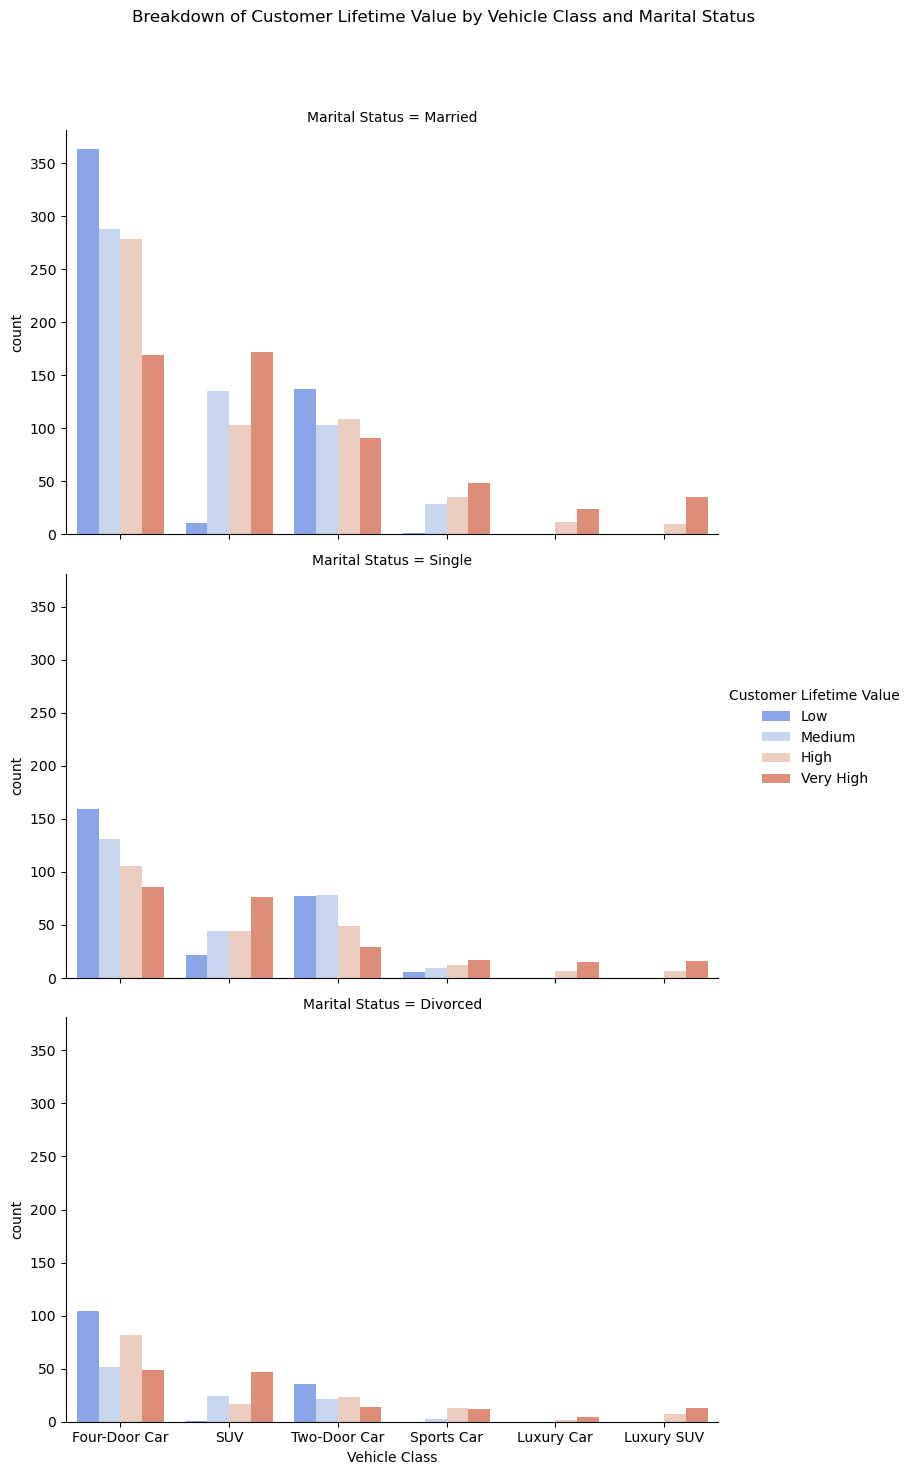 Breakdown of Customer Lifetime Value by Vehicle Class and Marital Status
Marital Status = Married
350
300
250
200
150
100
50
0
count
Marital Status = Single
350
300
250
200
150
100
50
0
count
Customer Lifetime Value
Low
Medium
High
Very High
Marital Status = Divorced
350
300
250
200
150
100
50
0
count
Four-Door Car SUV Two-Door Car Sports Car Luxury Car Luxury SUV
Vehicle Class